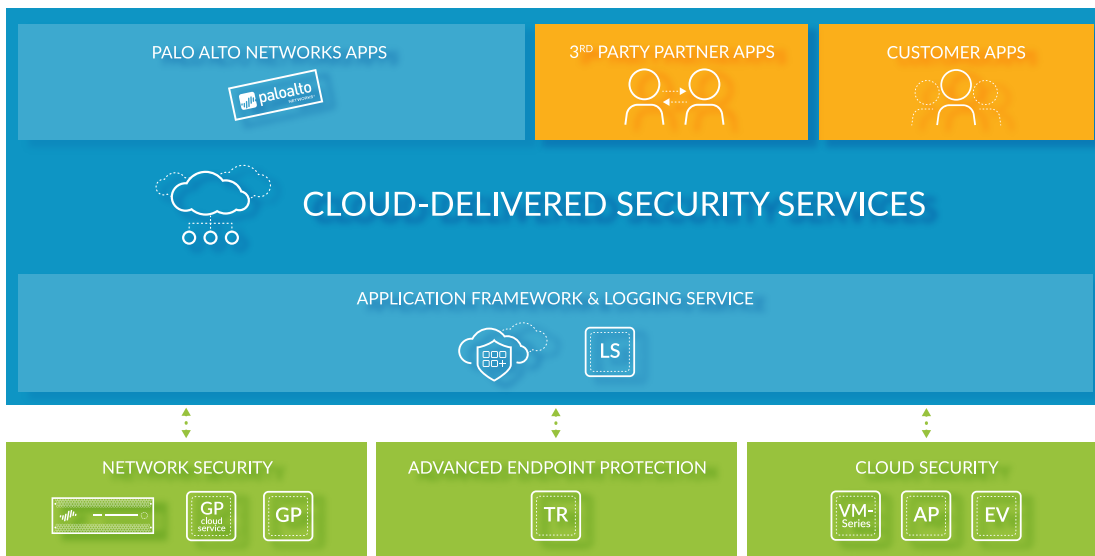 PALO ALTO NETWORKS APPS
paloalto
NETWORKS
3RD PARTY PARTNER APPS
CUSTOMER APPS
CLOUD-DELIVERED SECURITY SERVICES
APPLICATION FRAMEWORK & LOGGING SERVICE
LS
NETWORK SECURITY
GP
cloud
service
GP
ADVANCED ENDPOINT PROTECTION
TR
CLOUD SECURITY
VM-
Series
AP
EV